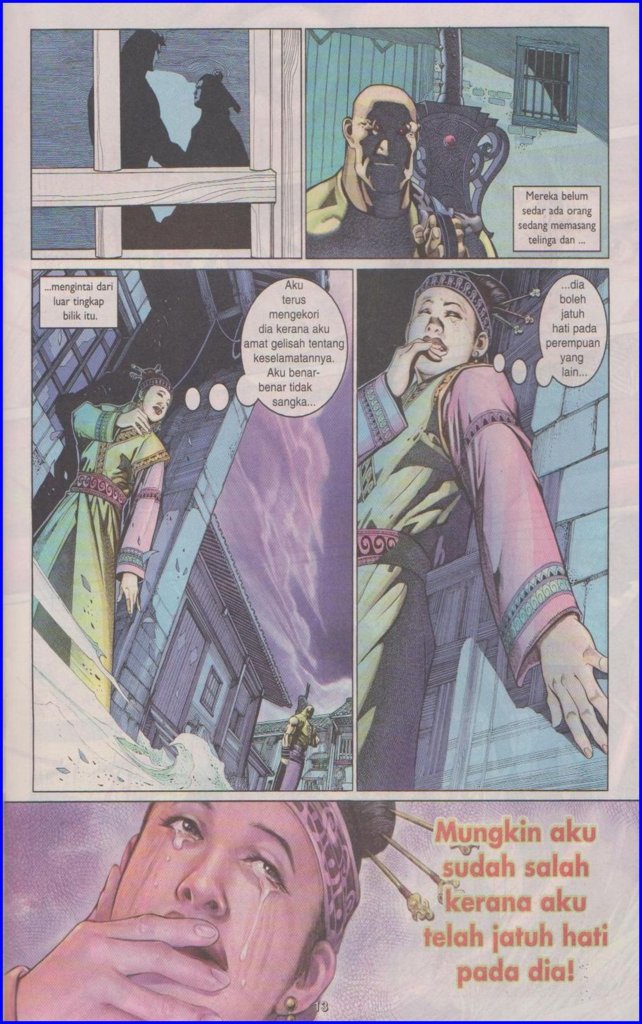 Mereka belum
sedar ada orang
sedang memasang
telinga dan ...
...mengintai dari
luar tingkap
bilik itu.
Aku
terus
mengekori
dia kerana aku
amat gelisah tentang
keselamatannya.
Aku benar-
benar tidak
sangka...
...dia
boleh
jatuh
hati pada
perempuan
yang
lain...
Mungkin aku
sudah salah
kerana aku
telah jatuh hati
pada dia!
13